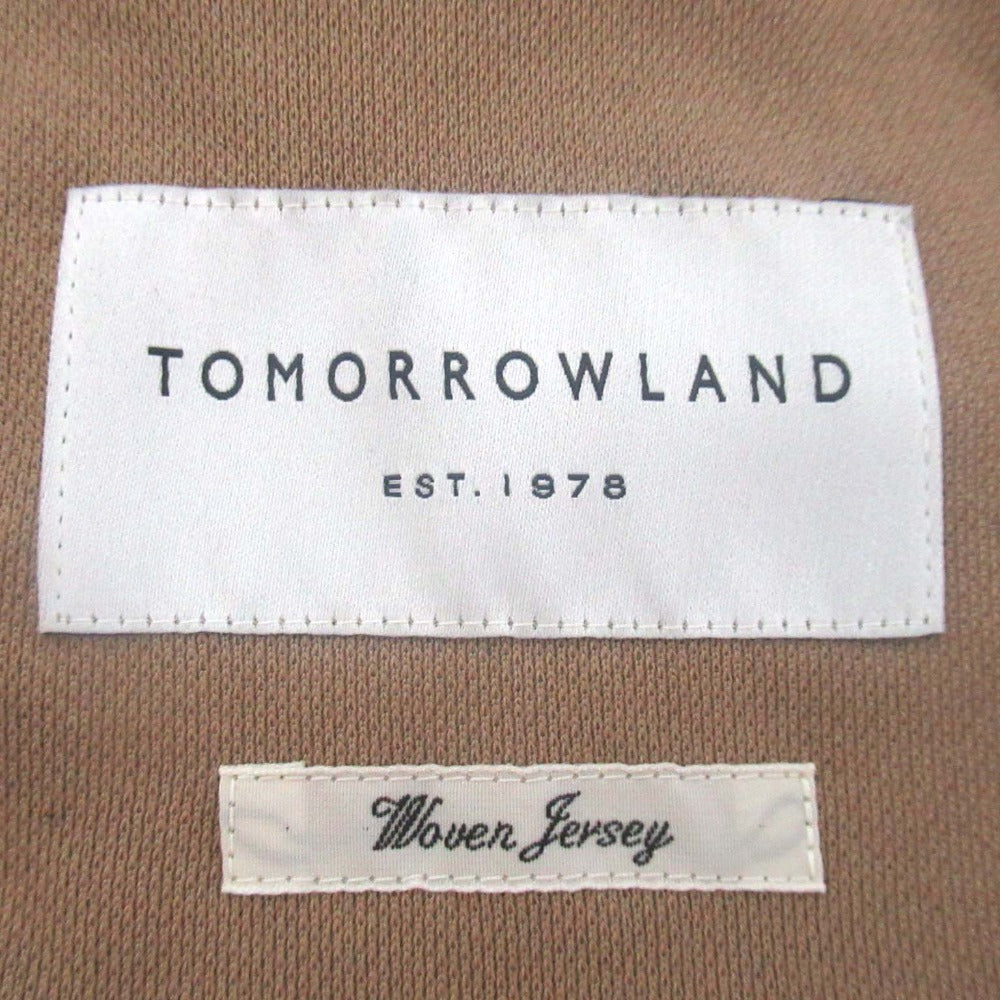 TOMORROWLAND
EST. 1978
Woven Jersey